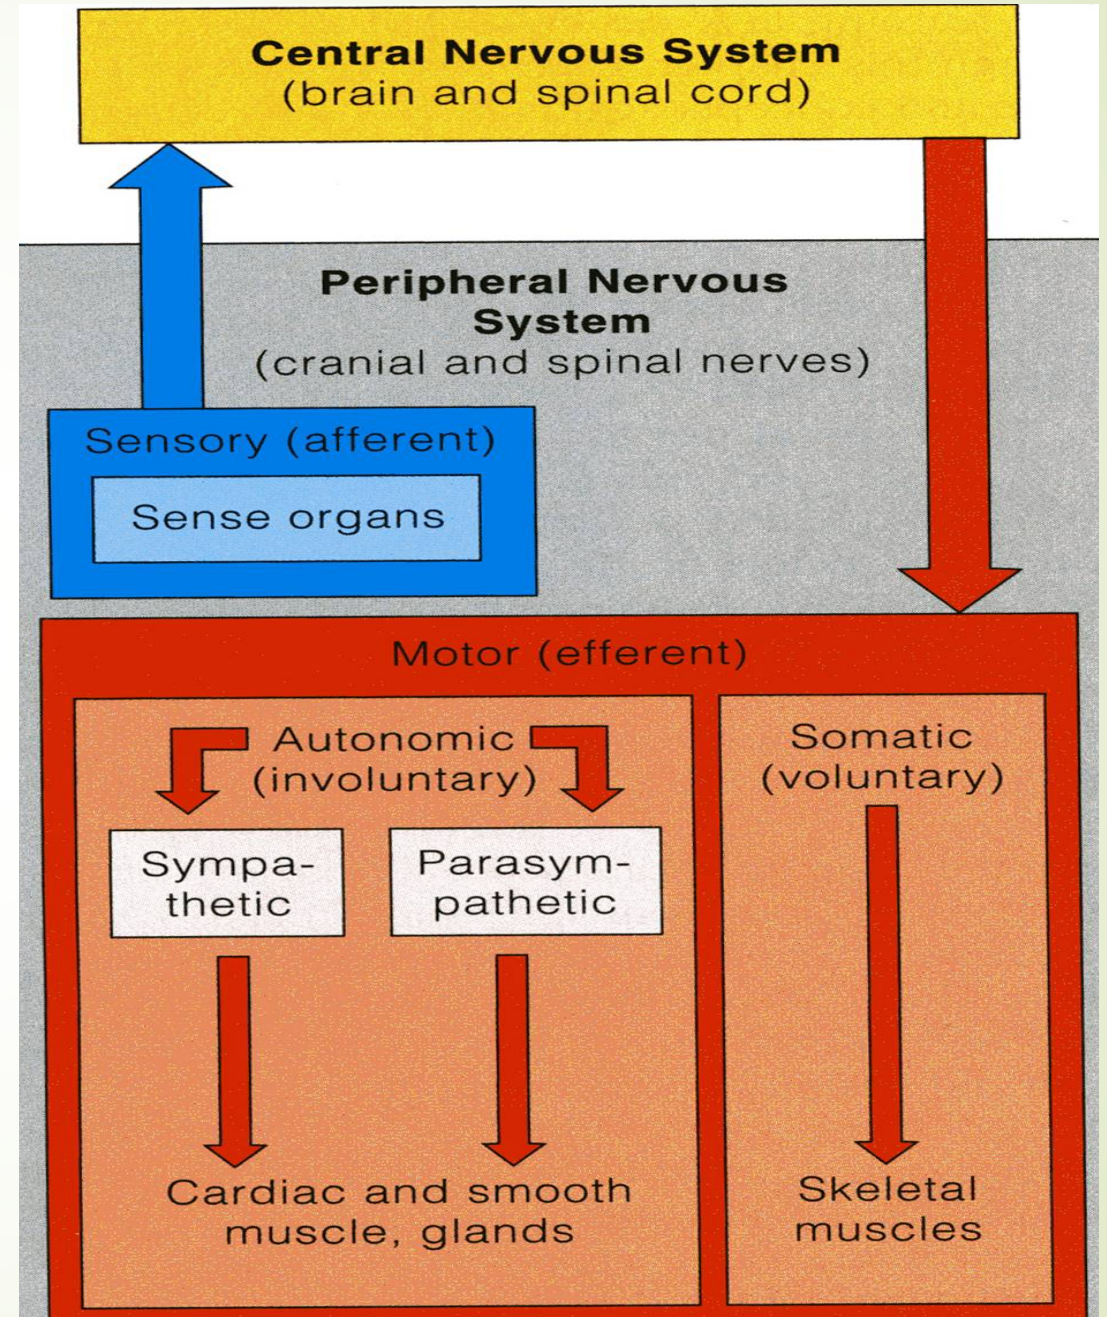 Central Nervous System
(brain and spinal cord)
Peripheral Nervous
System
(cranial and spinal nerves)
Sensory (afferent)
Sense organs
Motor (efferent)
Autonomic
(involuntary)
Sympa-
thetic
Parasym-
pathetic
Cardiac and smooth
muscle, glands
Somatic
(voluntary)
Skeletal
muscles